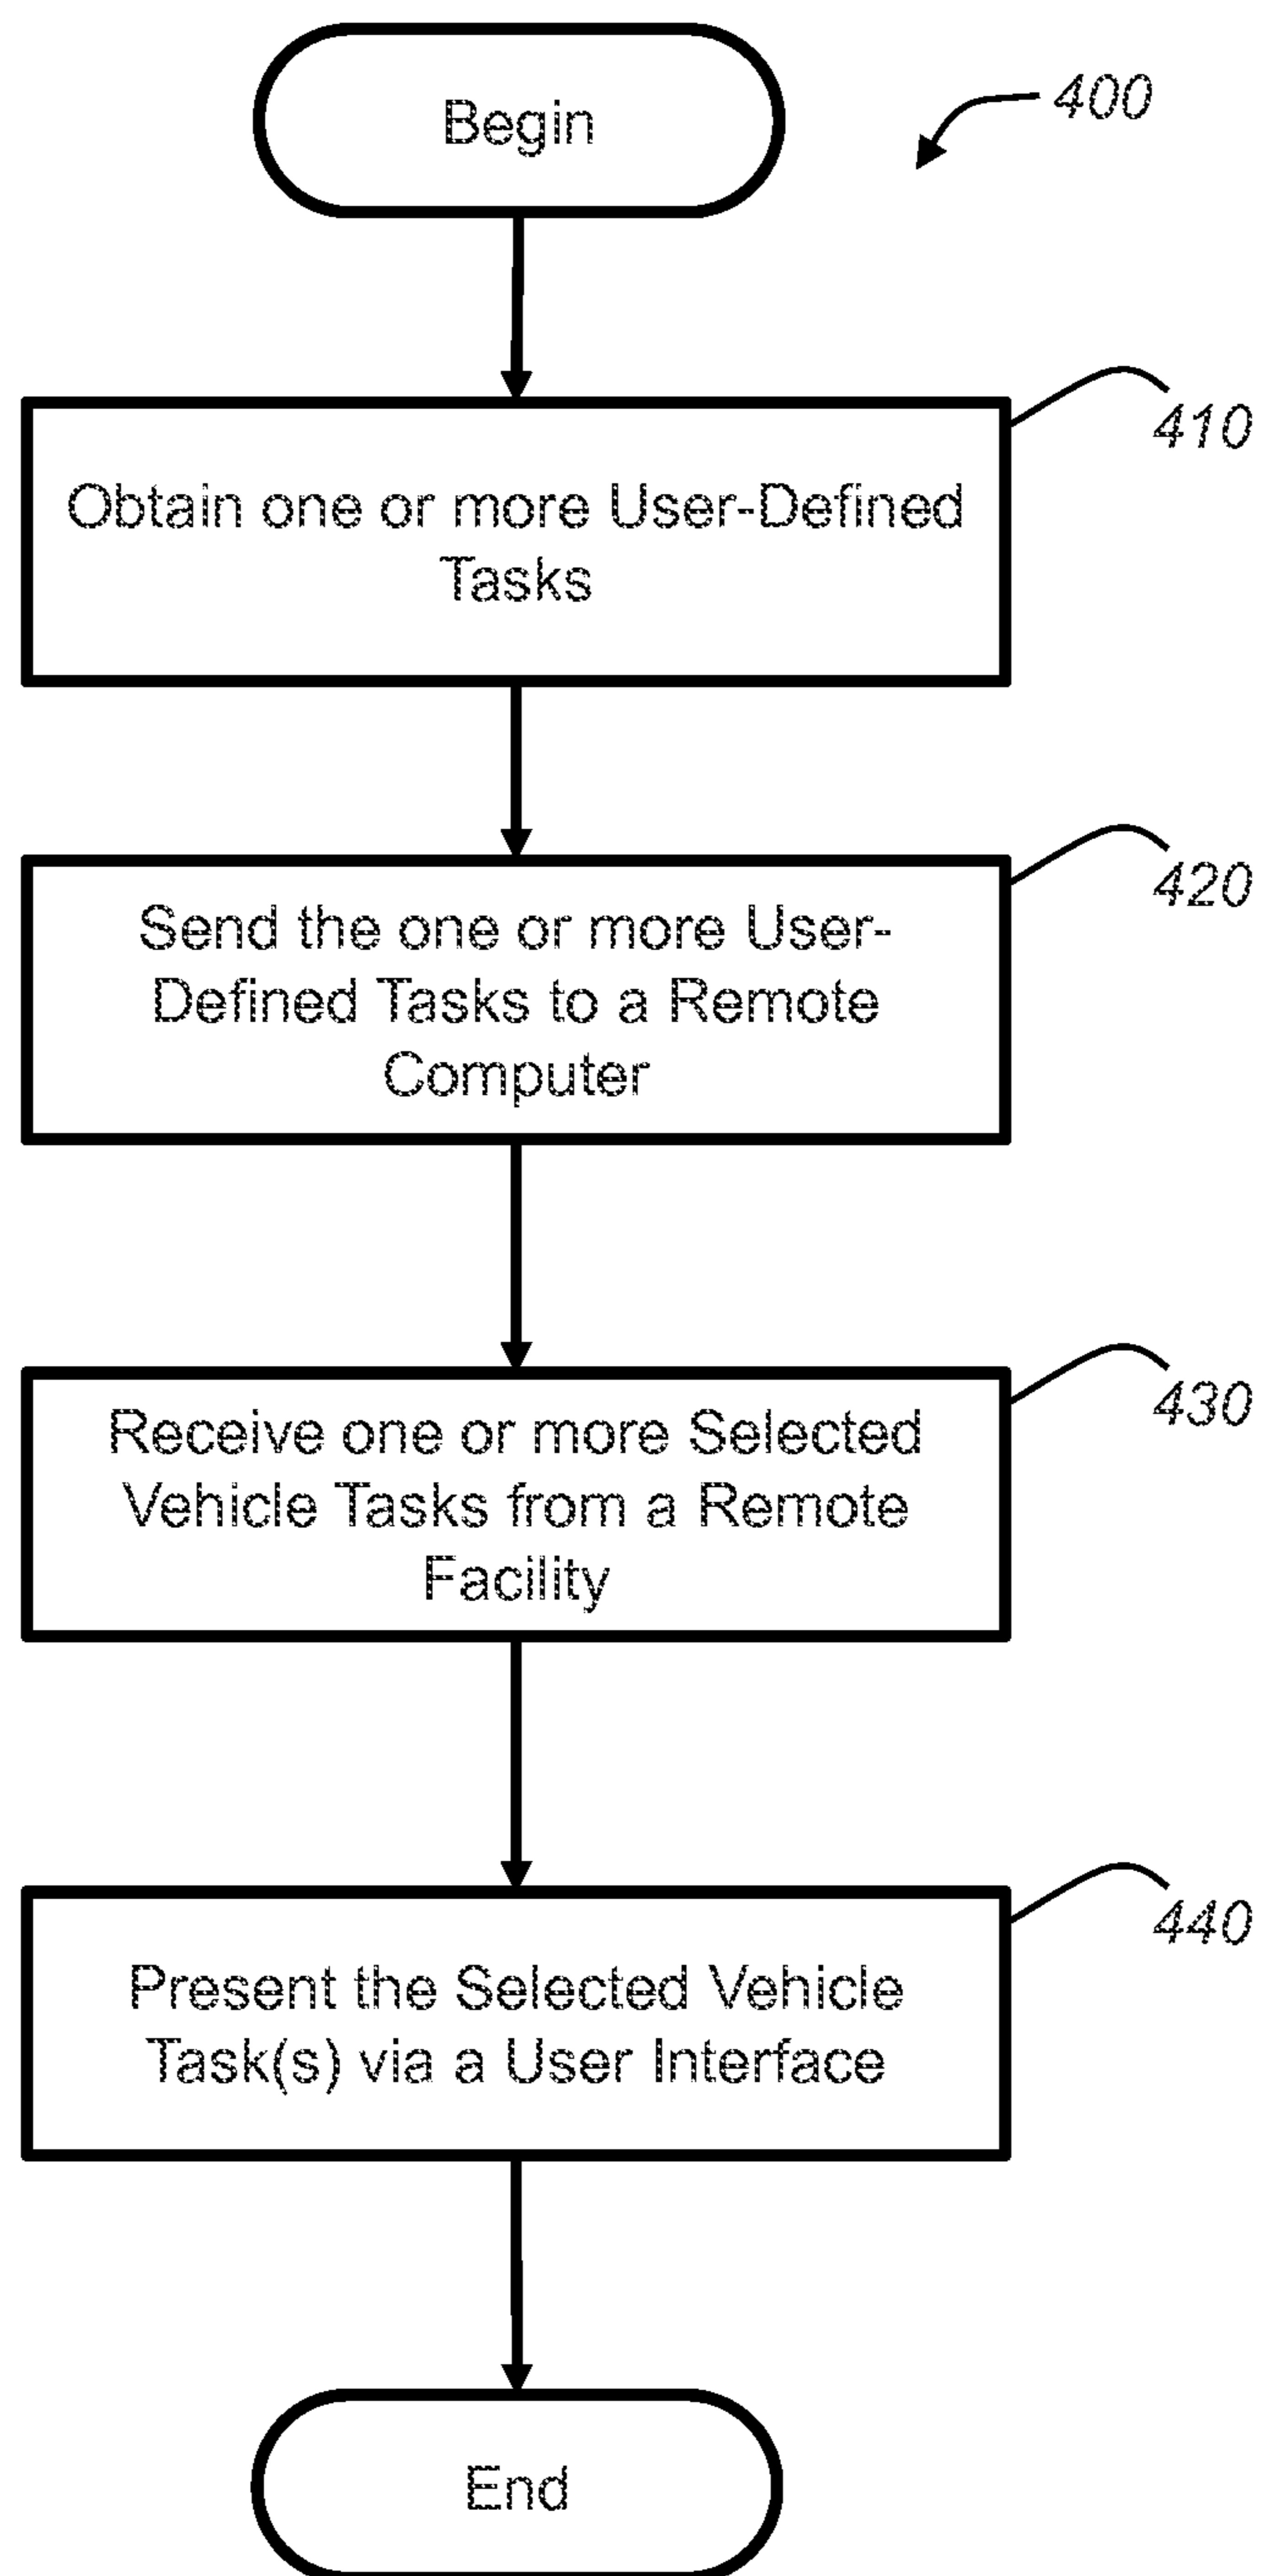 Begin
400
410
Obtain one or more User-Defined
Tasks
420
Send the one or more User-
Defined Tasks to a Remote
Computer
430
Receive one or more Selected
Vehicle Tasks from a Remote
Facility
440
Present the Selected Vehicle
Task(s) via a User Interface
End